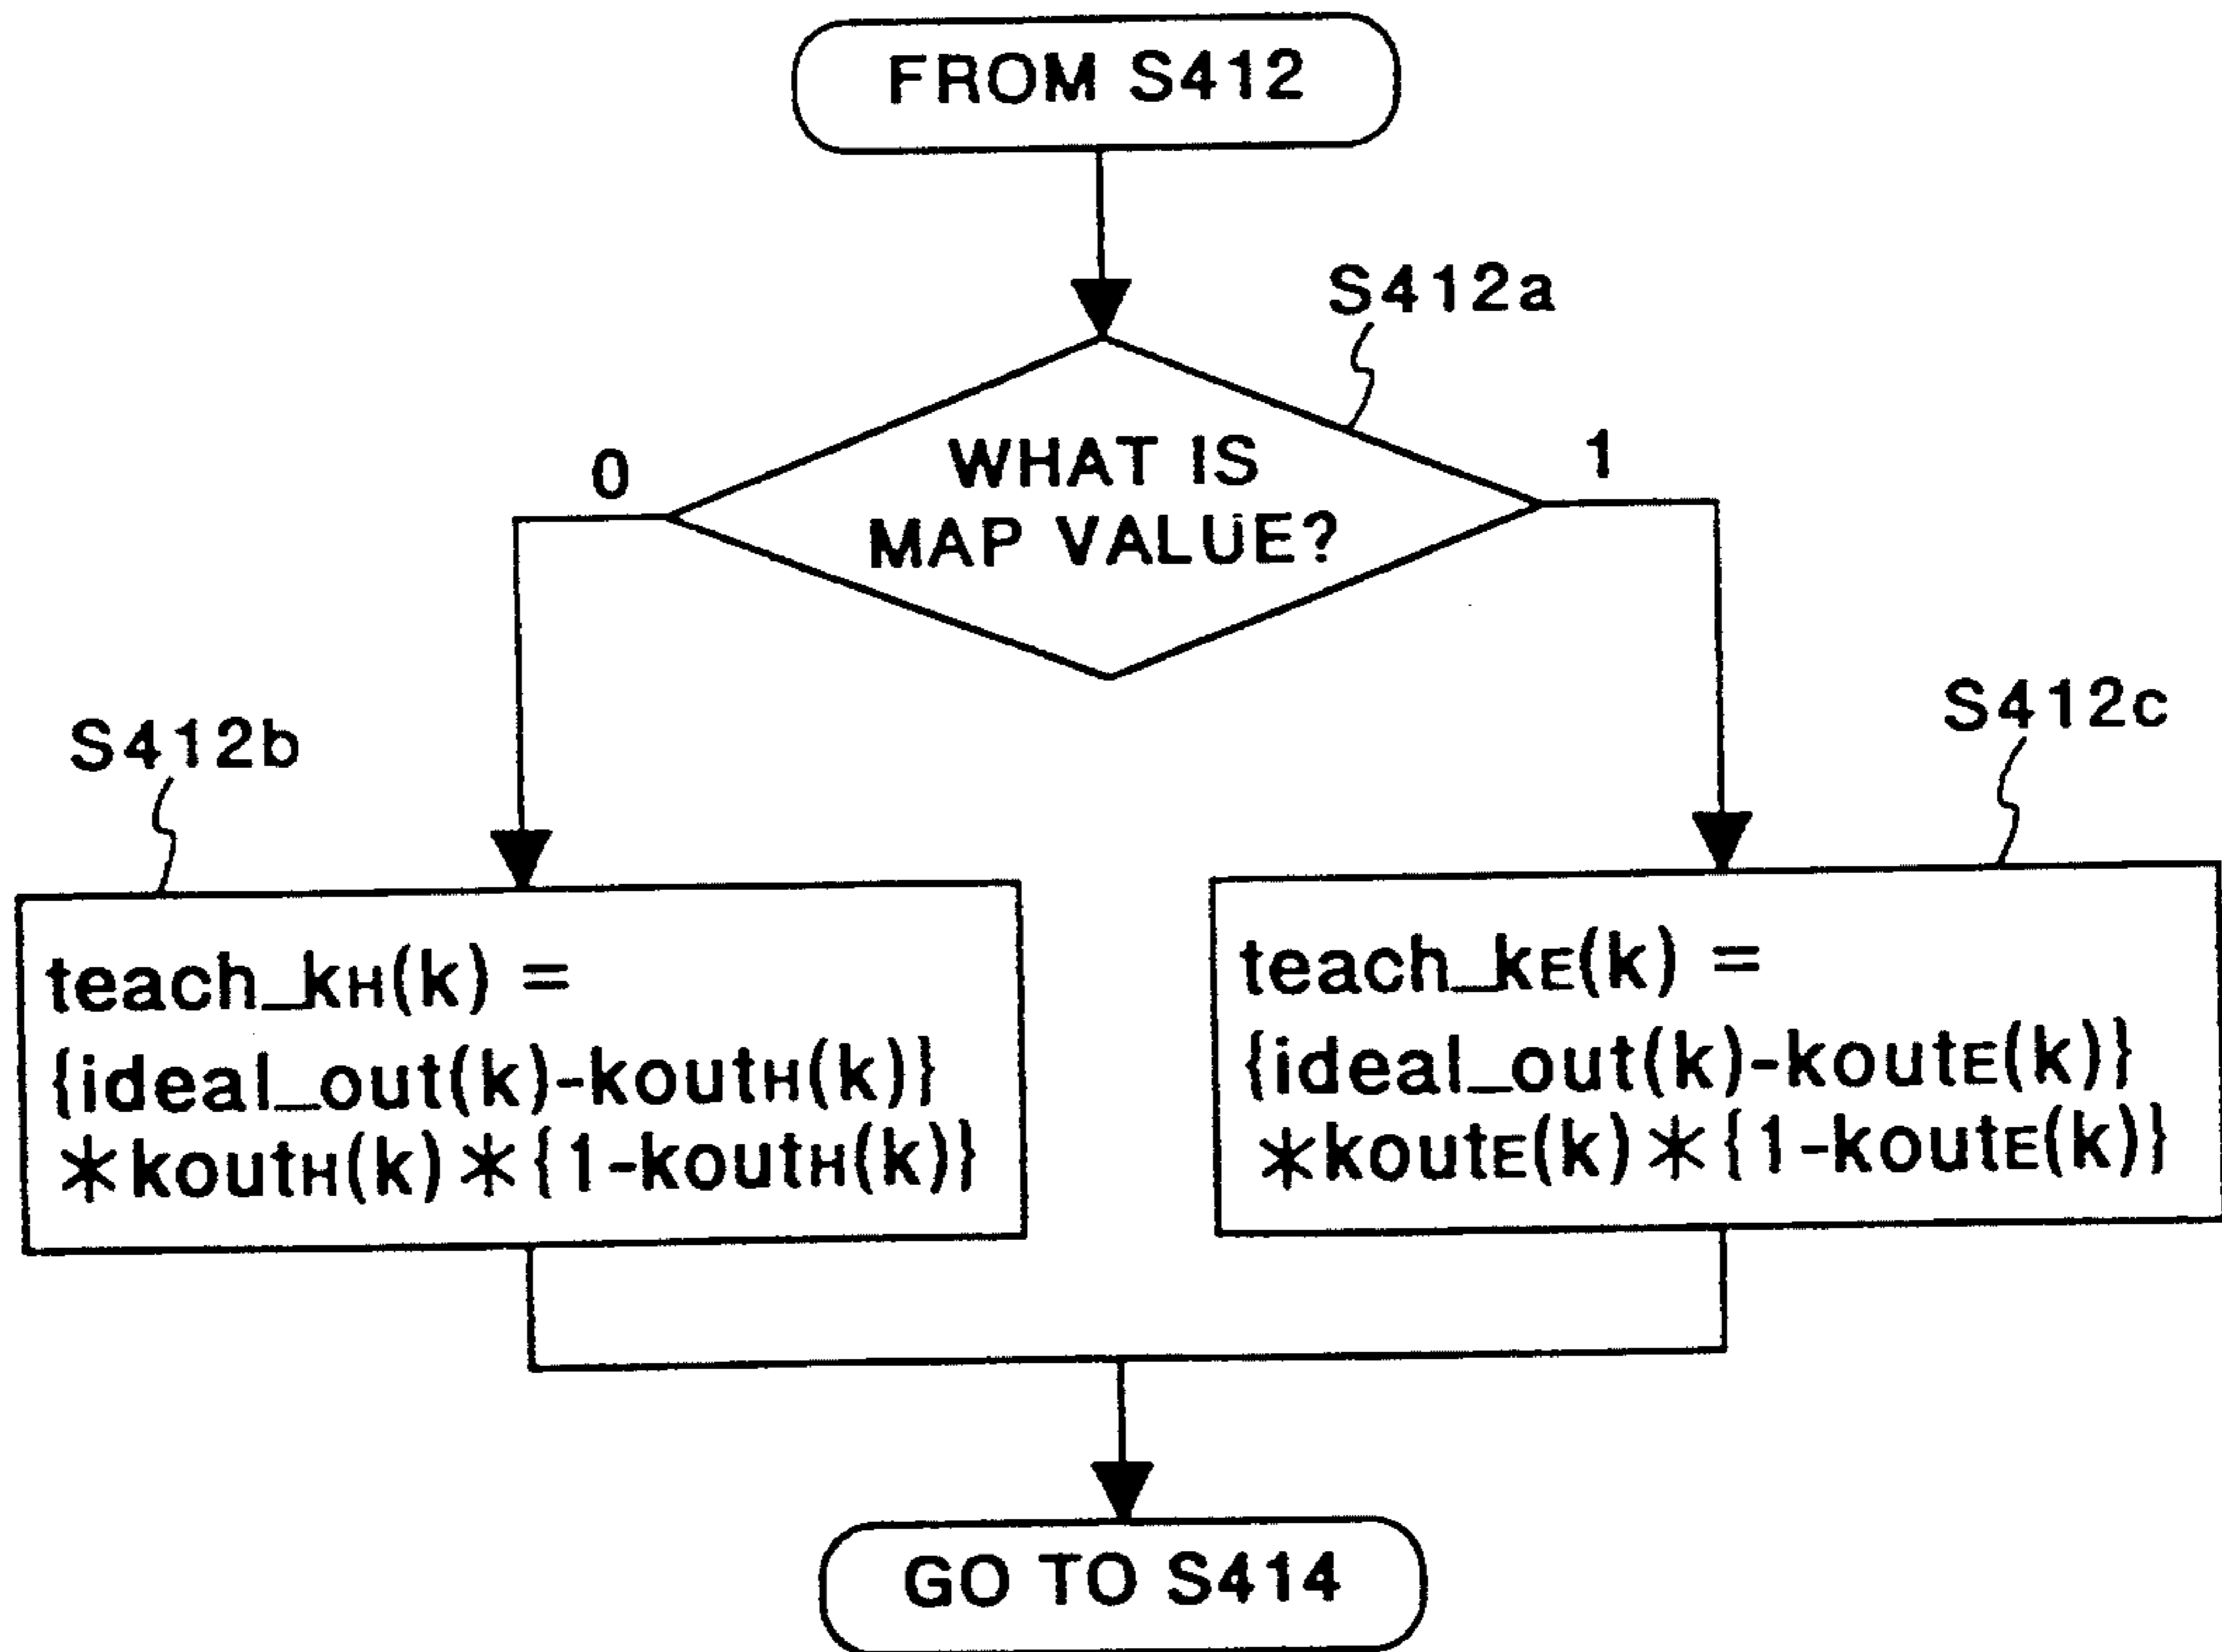 FROM S412
S412a
0
WHAT IS
MAP VALUE?
1
S412b
teach_kH(k) =
{ideal_out(k)-koutH(k)}
*koutH(k)*{1-koutH(k)}
S412c
teach_kE(k) =
{ideal_out(k)-koutE(k)}
*koutE(k)*{1-koutE(k)}
GO TO S414